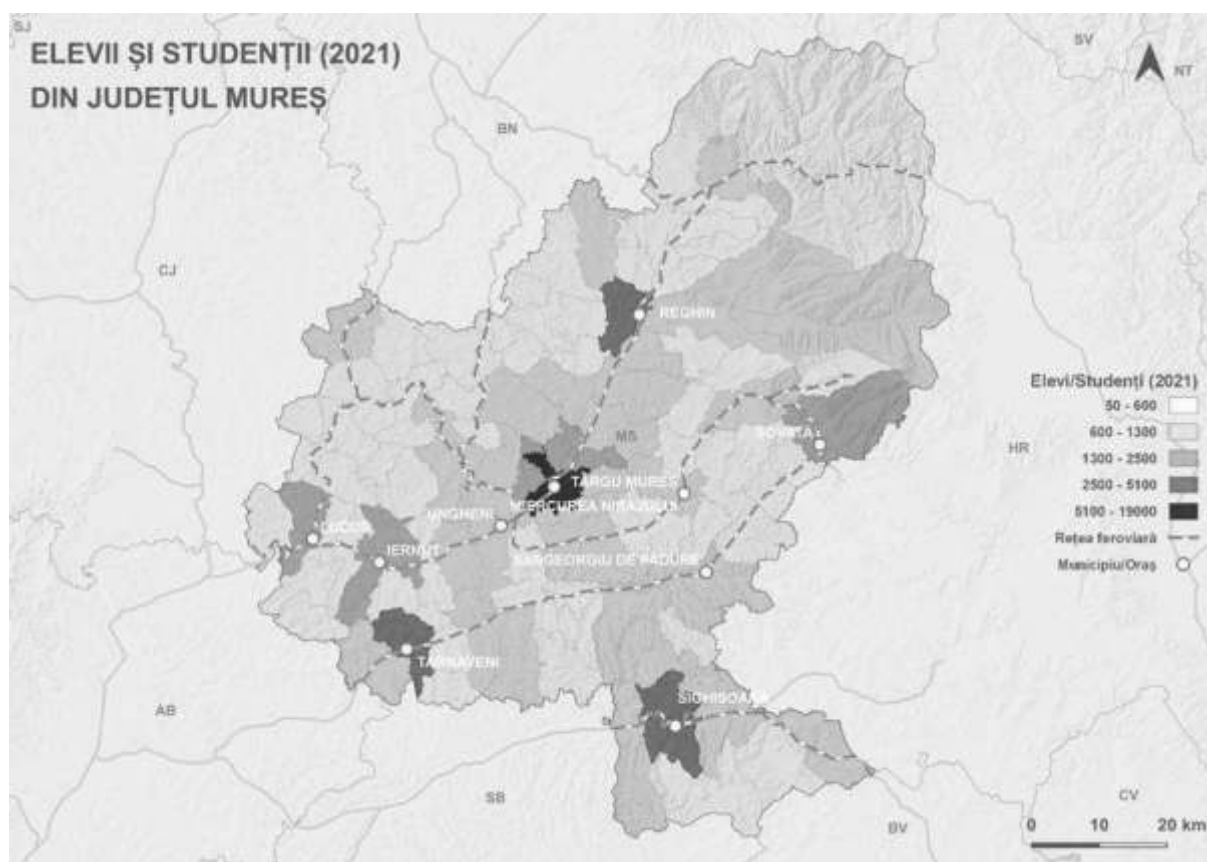 ELEVII ȘI STUDENȚII (2021)
DIN JUDEȚUL MUREȘ
SJ
SV
NT
BN
CJ
REGHIN
Elevi/Studenți (2021)
50 - 600
600 - 1300
1300 - 2500
2500 - 5100
5100 - 19000
Rețea feroviară
Municipiu/Oraș
HR
MS
SOVATA
TÂRGU MUREȘ
MIERCUREA NIRAJULUI
UNGHENI
LUDUȘ
IERNUT
SÂNGEORGIU DE PĂDURE
TÂRNĂVENI
SIGHIȘOARA
AB
SB
BV
CV
0 10 20 km